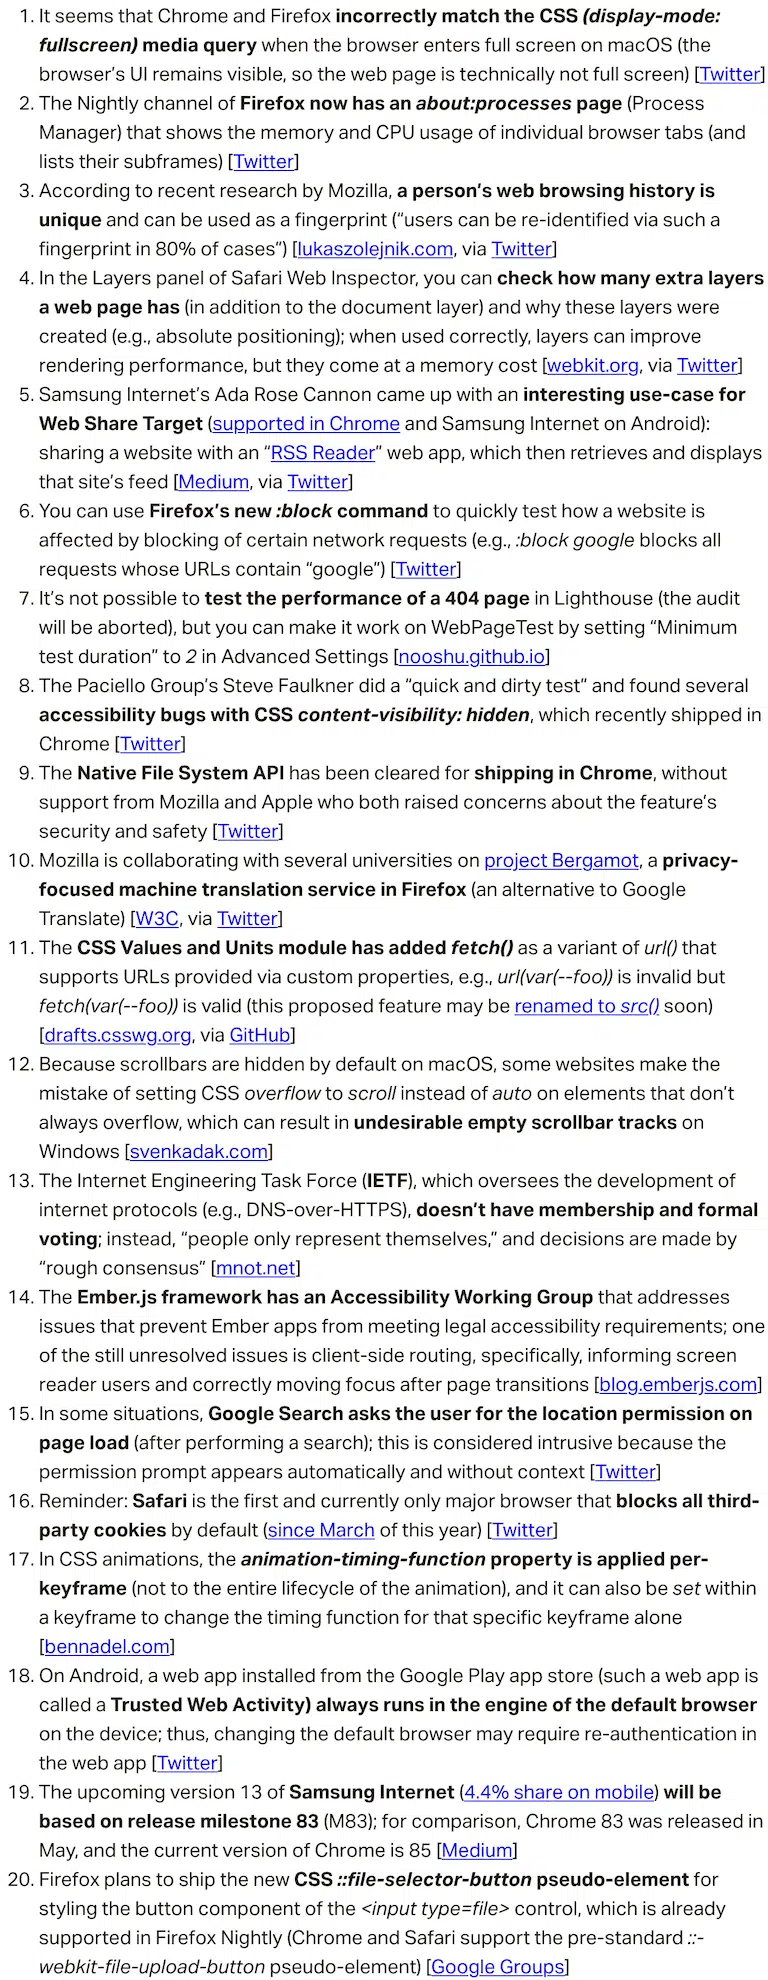 1. It seems that Chrome and Firefox incorrectly match the CSS (display-mode:
fullscreen) media query when the browser enters full screen on macOS (the
browser's UI remains visible, so the web page is technically not full screen) [Twitter]
2. The Nightly channel of Firefox now has an about:processes page (Process
Manager) that shows the memory and CPU usage of individual browser tabs (and
lists their subframes) [Twitter]
3. According to recent research by Mozilla, a person's web browsing history is
unique and can be used as a fingerprint (“users can be re-identified via such a
fingerprint in 80% of cases”) [lukaszolejnik.com, via Twitter]
4. In the Layers panel of Safari Web Inspector, you can check how many extra layers
a web page has (in addition to the document layer) and why these layers were
created (e.g., absolute positioning); when used correctly, layers can improve
rendering performance, but they come at a memory cost [webkit.org, via Twitter]
5. Samsung Internet's Ada Rose Cannon came up with an interesting use-case for
Web Share Target (supported in Chrome and Samsung Internet on Android):
sharing a website with an “RSS Reader” web app, which then retrieves and displays
that site's feed [Medium, via Twitter]
6. You can use Firefox's new :block command to quickly test how a website is
affected by blocking of certain network requests (e.g., :block google blocks all
requests whose URLs contain “google”) [Twitter]
7. It's not possible to test the performance of a 404 page in Lighthouse (the audit
will be aborted), but you can make it work on WebPageTest by setting “Minimum
test duration” to 2 in Advanced Settings [nooshu.github.io]
8. The Paciello Group's Steve Faulkner did a “quick and dirty test” and found several
accessibility bugs with CSS content-visibility: hidden, which recently shipped in
Chrome [Twitter]
9. The Native File System API has been cleared for shipping in Chrome, without
support from Mozilla and Apple who both raised concerns about the feature's
security and safety [Twitter]
10. Mozilla is collaborating with several universities on project Bergamot, a privacy-
focused machine translation service in Firefox (an alternative to Google
Translate) [W3C, via Twitter]
11. The CSS Values and Units module has added fetch() as a variant of url() that
supports URLs provided via custom properties, e.g., url(var(--foo)) is invalid but
fetch(var(--foo)) is valid (this proposed feature may be renamed to src() soon)
[drafts.csswg.org, via GitHub]
12. Because scrollbars are hidden by default on macOS, some websites make the
mistake of setting CSS overflow to scroll instead of auto on elements that don't
always overflow, which can result in undesirable empty scrollbar tracks on
Windows [svenkadak.com]
13. The Internet Engineering Task Force (IETF), which oversees the development of
internet protocols (e.g., DNS-over-HTTPS), doesn't have membership and formal
voting; instead, “people only represent themselves,” and decisions are made by
“rough consensus” [mnot.net]
14. The Ember.js framework has an Accessibility Working Group that addresses
issues that prevent Ember apps from meeting legal accessibility requirements; one
of the still unresolved issues is client-side routing, specifically, informing screen
reader users and correctly moving focus after page transitions [blog.emberjs.com]
15. In some situations, Google Search asks the user for the location permission on
page load (after performing a search); this is considered intrusive because the
permission prompt appears automatically and without context [Twitter]
16. Reminder: Safari is the first and currently only major browser that blocks all third-
party cookies by default (since March of this year) [Twitter]
17. In CSS animations, the animation-timing-function property is applied per-
keyframe (not to the entire lifecycle of the animation), and it can also be set within
a keyframe to change the timing function for that specific keyframe alone
[bennadel.com]
18. On Android, a web app installed from the Google Play app store (such a web app is
called a Trusted Web Activity) always runs in the engine of the default browser
on the device; thus, changing the default browser may require re-authentication in
the web app [Twitter]
19. The upcoming version 13 of Samsung Internet (4.4% share on mobile) will be
based on release milestone 83 (M83); for comparison, Chrome 83 was released in
May, and the current version of Chrome is 85 [Medium]
20. Firefox plans to ship the new CSS ::file-selector-button pseudo-element for
styling the button component of the <input type=file> control, which is already
supported in Firefox Nightly (Chrome and Safari support the pre-standard ::-
webkit-file-upload-button pseudo-element) [Google Groups]